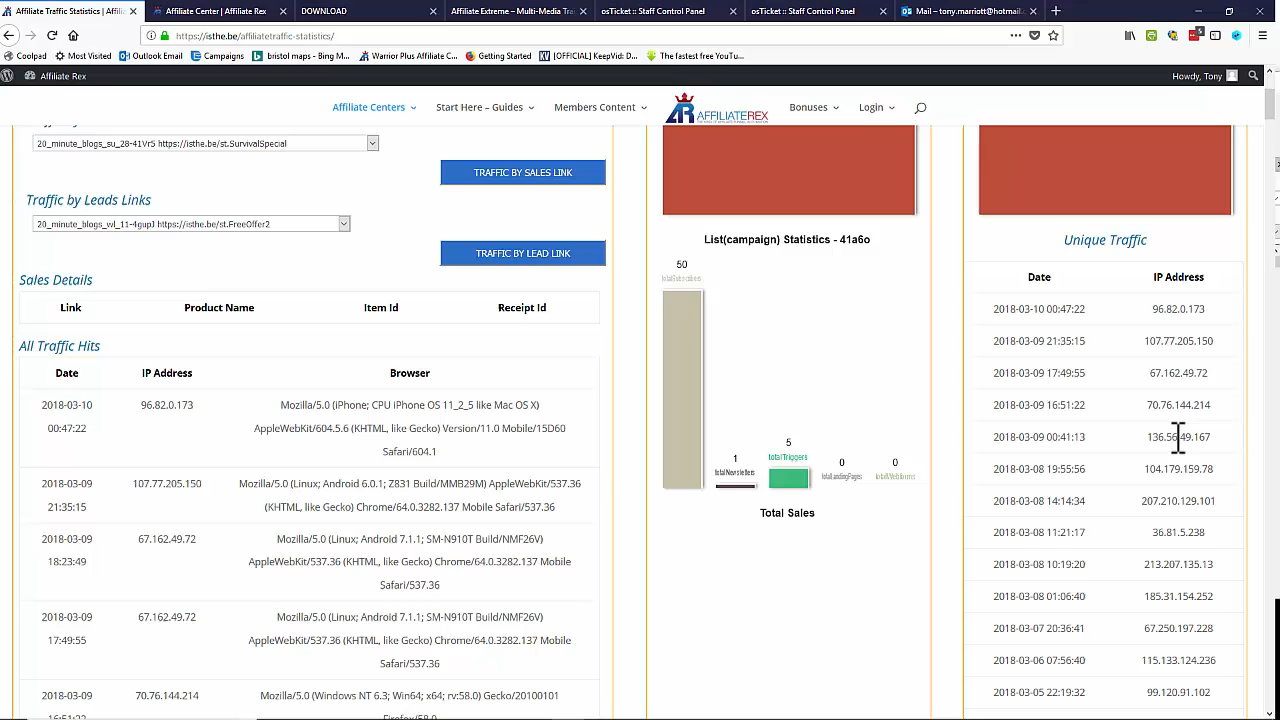 Affiliate Traffic Statistics | Affili
Affiliate Center | Affiliate Rex
DOWNLOAD
Affiliate Extreme – Multi-Media Tra
osTicket :: Staff Control Panel
osTicket :: Staff Control Panel
Mail – tony.marriott@hotmail.c
https://isthe.be/affiliatetraffic-statistics/
Coolpad
Most Visited
Outlook Email
Campaigns
bristol maps - Bing M...
Warrior Plus Affiliate C...
Getting Started
[OFFICIAL] KeepVid: D...
The fastest free YouT...
Affiliate Rex
Howdy, Tony
Affiliate Centers
Start Here – Guides
Members Content
AFFILIATEREX
Bonuses
Login
20_minute_blogs_su_28-41Vr5 https://isthe.be/st.SurvivalSpecial
TRAFFIC BY SALES LINK
Traffic by Leads Links
20_minute_blogs_wl_11-4gupJ https://isthe.be/st.FreeOffer2
TRAFFIC BY LEAD LINK
Sales Details
Link Product Name Item Id Receipt Id
All Traffic Hits
Date IP Address Browser
2018-03-10 96.82.0.173 Mozilla/5.0 (iPhone; CPU iPhone OS 11_2_5 like Mac OS X)
00:47:22 AppleWebKit/604.5.6 (KHTML, like Gecko) Version/11.0 Mobile/15D60
Safari/604.1
2018-03-09 107.77.205.150 Mozilla/5.0 (Linux; Android 6.0.1; Z831 Build/MMB29M) AppleWebKit/537.36
21:35:15 (KHTML, like Gecko) Chrome/64.0.3282.137 Mobile Safari/537.36
2018-03-09 67.162.49.72 Mozilla/5.0 (Linux; Android 7.1.1; SM-N910T Build/NMF26V)
18:23:49 AppleWebKit/537.36 (KHTML, like Gecko) Chrome/64.0.3282.137 Mobile
Safari/537.36
2018-03-09 67.162.49.72 Mozilla/5.0 (Linux; Android 7.1.1; SM-N910T Build/NMF26V)
17:49:55 AppleWebKit/537.36 (KHTML, like Gecko) Chrome/64.0.3282.137 Mobile
Safari/537.36
2018-03-09 70.76.144.214 Mozilla/5.0 (Windows NT 6.3; Win64; x64; rv:58.0) Gecko/20100101
16:51:22 Firefox/58.0
List(campaign) Statistics - 41a6o
50
totalSubscribers
1
totalNewsletters
5
totalTriggers
0
totalLandingPages
0
totalWebforms
Total Sales
Unique Traffic
Date IP Address
2018-03-10 00:47:22 96.82.0.173
2018-03-09 21:35:15 107.77.205.150
2018-03-09 17:49:55 67.162.49.72
2018-03-09 16:51:22 70.76.144.214
2018-03-09 00:41:13 136.56.49.167
2018-03-08 19:55:56 104.179.159.78
2018-03-08 14:14:34 207.210.129.101
2018-03-08 11:21:17 36.81.5.238
2018-03-08 10:19:20 213.207.135.13
2018-03-08 01:06:40 185.31.154.252
2018-03-07 20:36:41 67.250.197.228
2018-03-06 07:56:40 115.133.124.236
2018-03-05 22:19:32 99.120.91.102